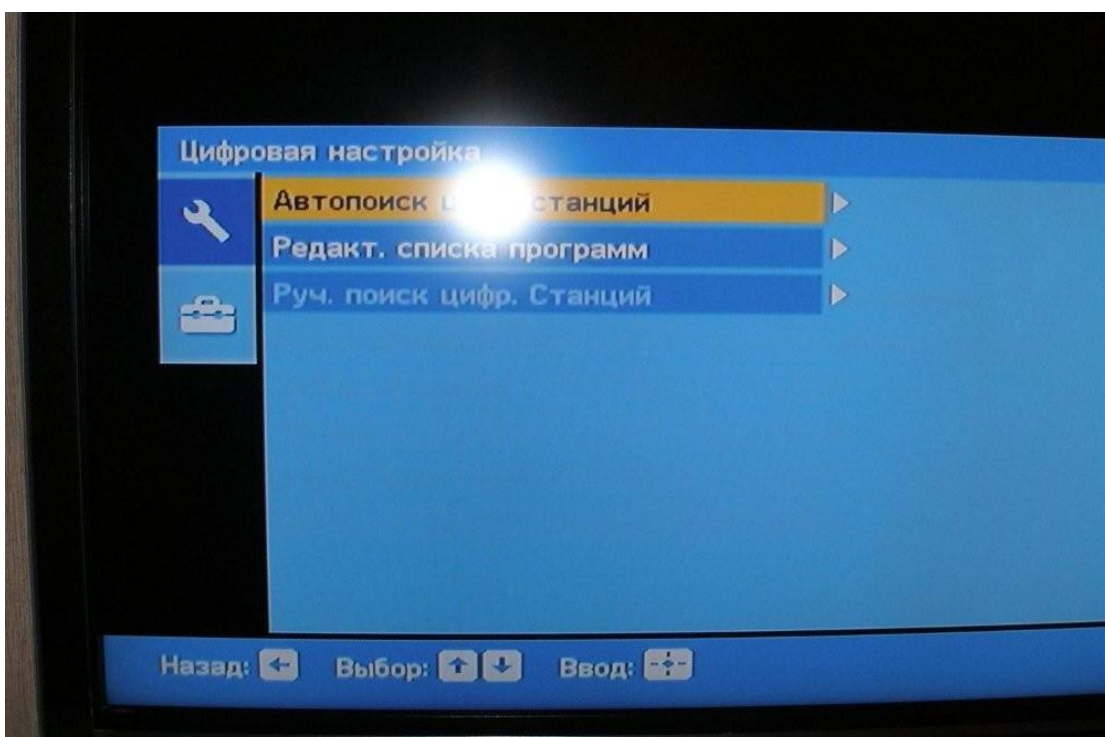 Цифровая настройка
Автопоиск станций
Редакт. списка программ
Руч. поиск цифр. Станций
Назад: Выбор: Ввод: